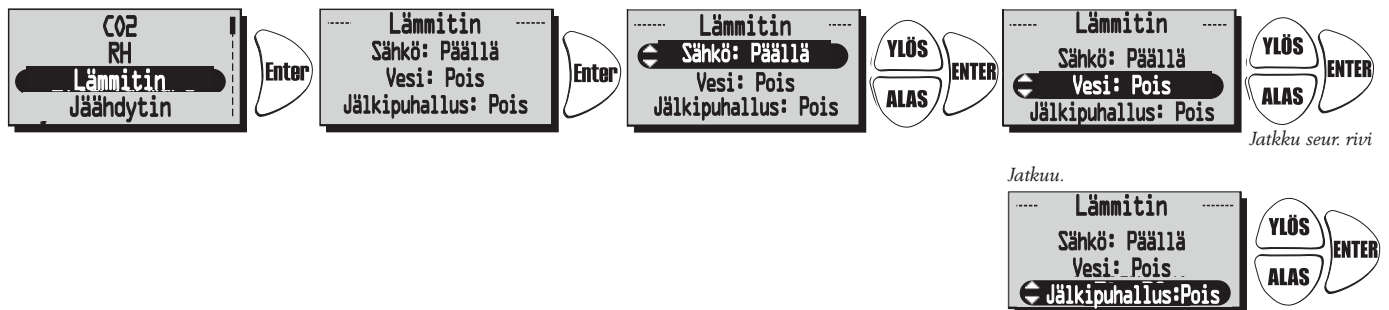 CO2
RH
Lämmitin
Jäähdytin
Enter
Lämmitin
Sähkö: Päällä
Vesi: Pois
Jälkipuhallus: Pois
Enter
Lämmitin
Sähkö: Päällä
Vesi: Pois
Jälkipuhallus: Pois
YLÖS
ALAS
ENTER
Lämmitin
Sähkö: Päällä
Vesi: Pois
Jälkipuhallus: Pois
YLÖS
ALAS
ENTER
Jatkku seur. rivi
Jatkuu.
Lämmitin
Sähkö: Päällä
Vesi: Pois
Jälkipuhallus:Pois
YLÖS
ALAS
ENTER